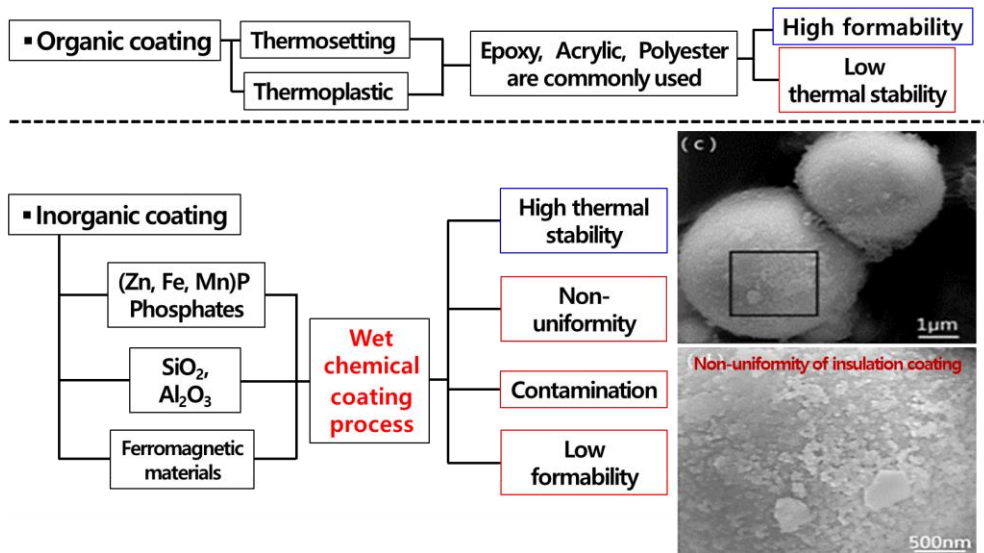 ▪ Organic coating
Thermosetting
Thermoplastic
Epoxy, Acrylic, Polyester
are commonly used
High formability
Low
thermal stability
▪ Inorganic coating
(Zn, Fe, Mn)P
Phosphates
SiO₂,
Al₂O₃
Ferromagnetic
materials
Wet
chemical
coating
process
High thermal
stability
Non-
uniformity
Contamination
Low
formability
(c)
1μm
Non-uniformity of insulation coating
500nm